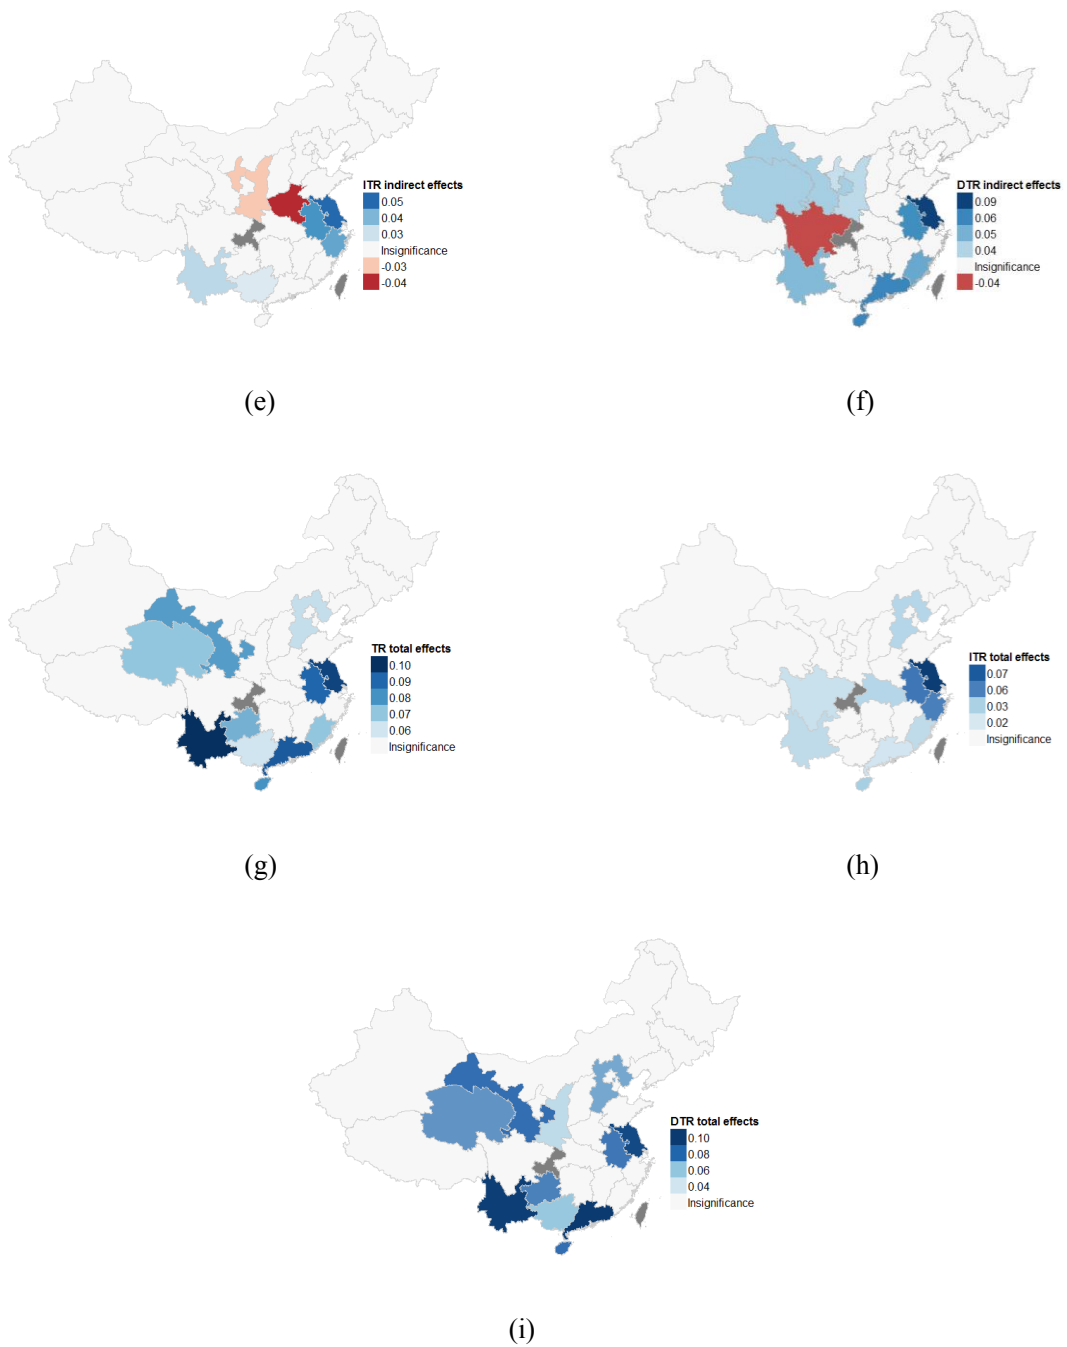 ITR indirect effects
0.05
0.04
0.03
Insignificance
-0.03
-0.04
(e)
DTR indirect effects
0.09
0.06
0.05
0.04
Insignificance
-0.04
(f)
TR total effects
0.10
0.09
0.08
0.07
0.06
Insignificance
(g)
ITR total effects
0.07
0.06
0.03
0.02
Insignificance
(h)
DTR total effects
0.10
0.08
0.06
0.04
Insignificance
(i)